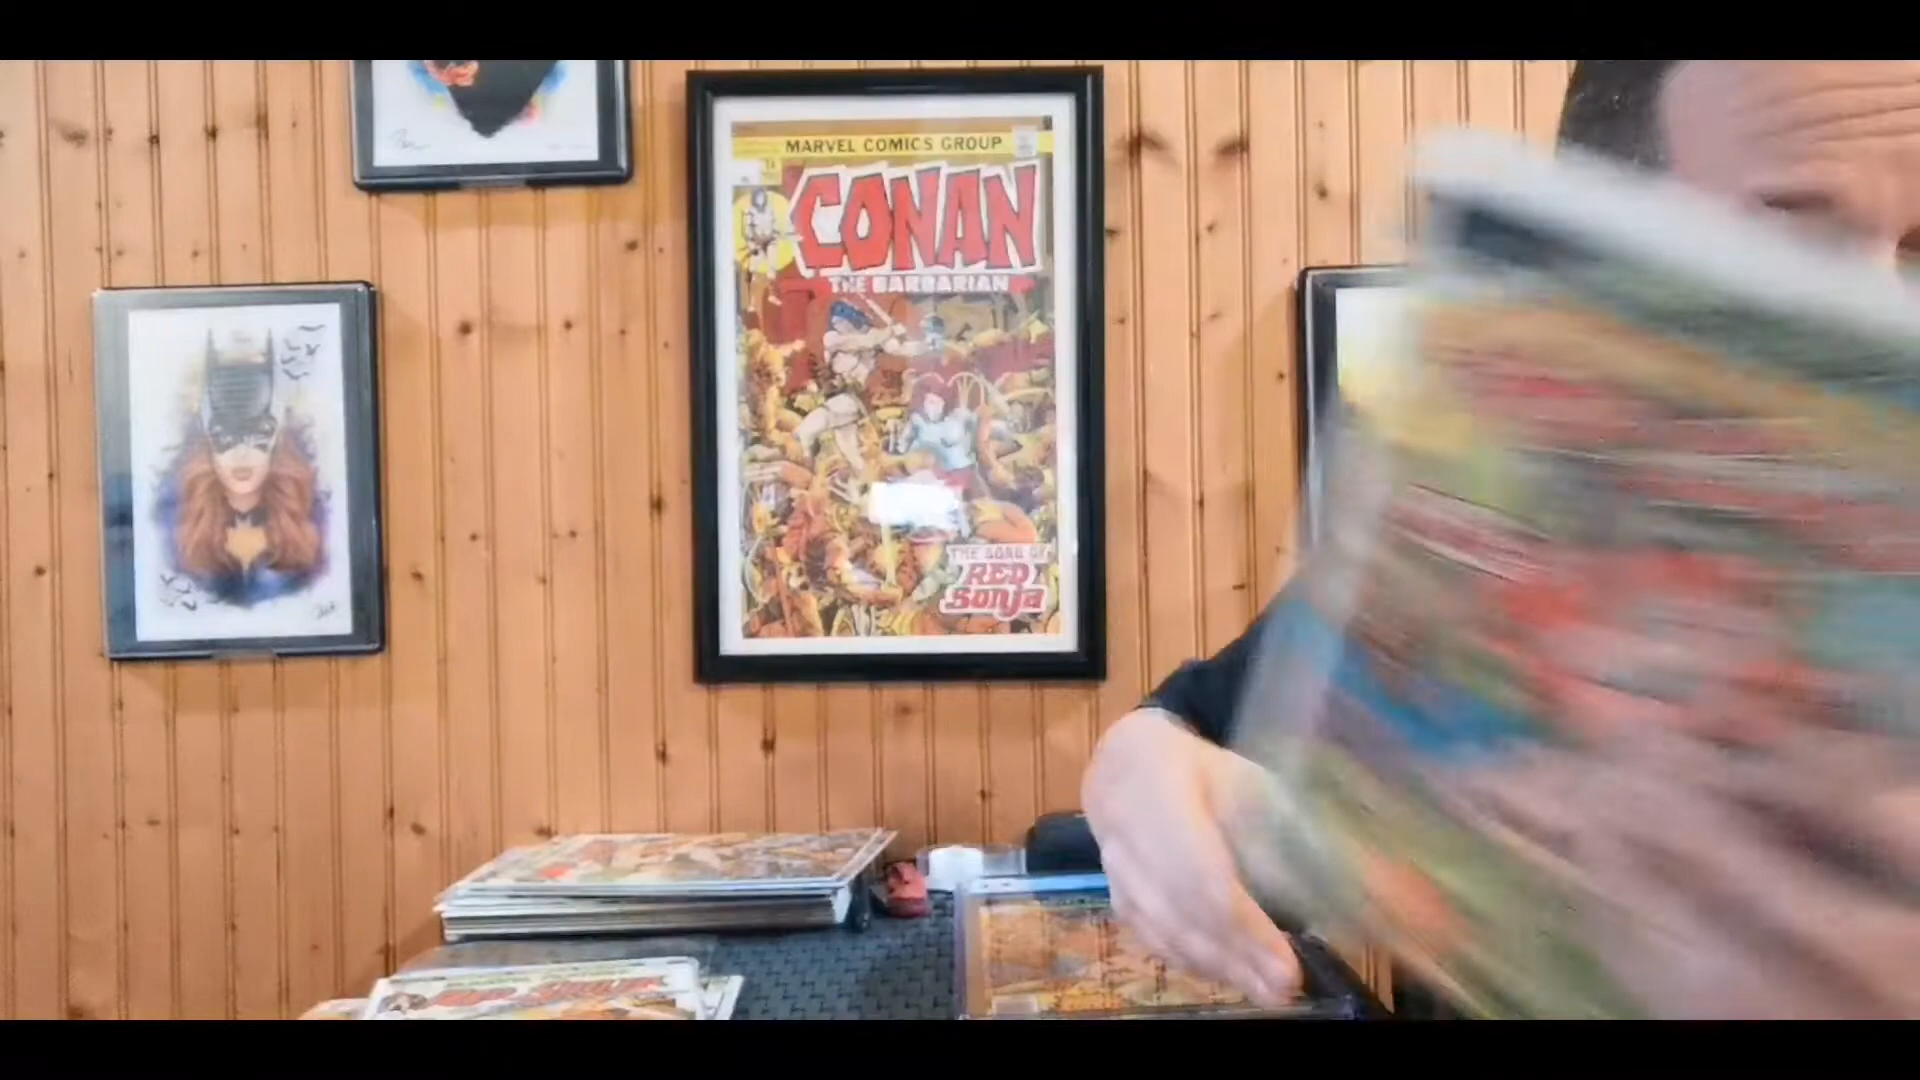 MARVEL COMICS GROUP
CONAN
THE BARBARIAN
THE SONG OF
RED
Sonja